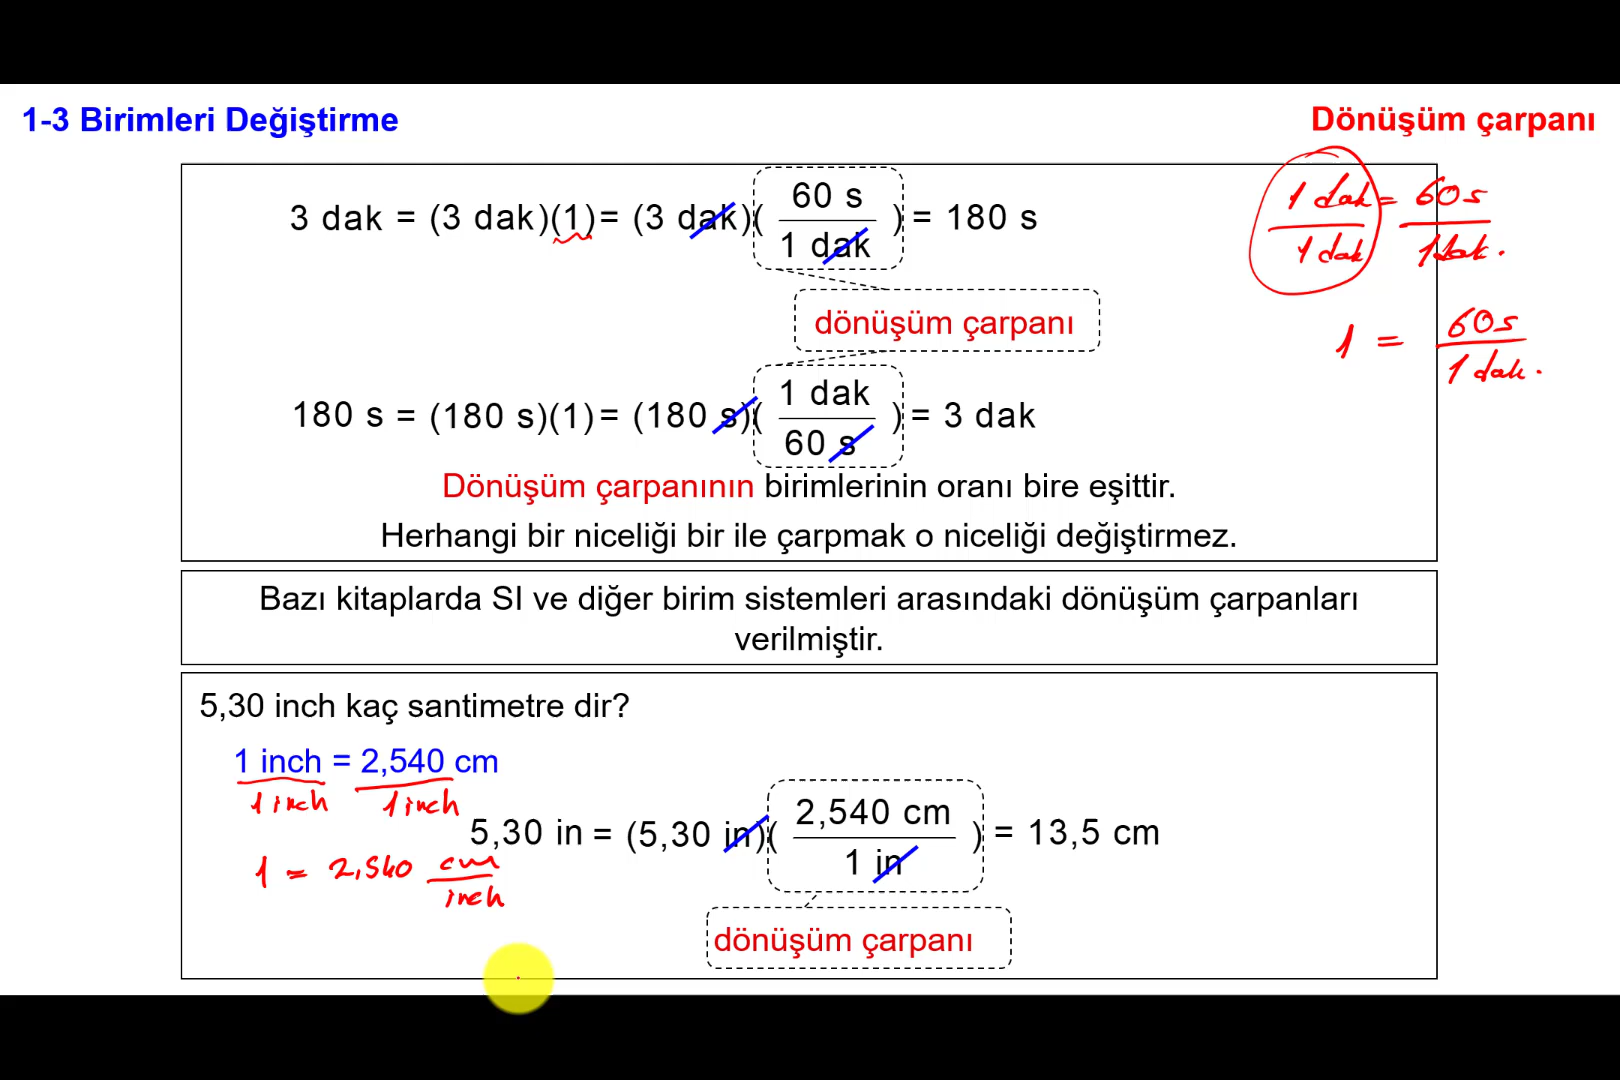 1-3 Birimleri Değiştirme
Dönüşüm çarpanı
3 dak = (3 dak)(1) = (3 dak)( 60 s / 1 dak ) = 180 s
1 dak / 1 dak = 60 s / 1 dak.
dönüşüm çarpanı
1 = 60 s / 1 dak.
180 s = (180 s)(1) = (180 s)( 1 dak / 60 s ) = 3 dak
Dönüşüm çarpanının birimlerinin oranı bire eşittir.
Herhangi bir niceliği bir ile çarpmak o niceliği değiştirmez.
Bazı kitaplarda SI ve diğer birim sistemleri arasındaki dönüşüm çarpanları
verilmiştir.
5,30 inch kaç santimetre dir?
1 inch = 2,540 cm
1 inch 1 inch
5,30 in = (5,30 in)( 2,540 cm / 1 in ) = 13,5 cm
1 = 2,540 cm / inch
dönüşüm çarpanı